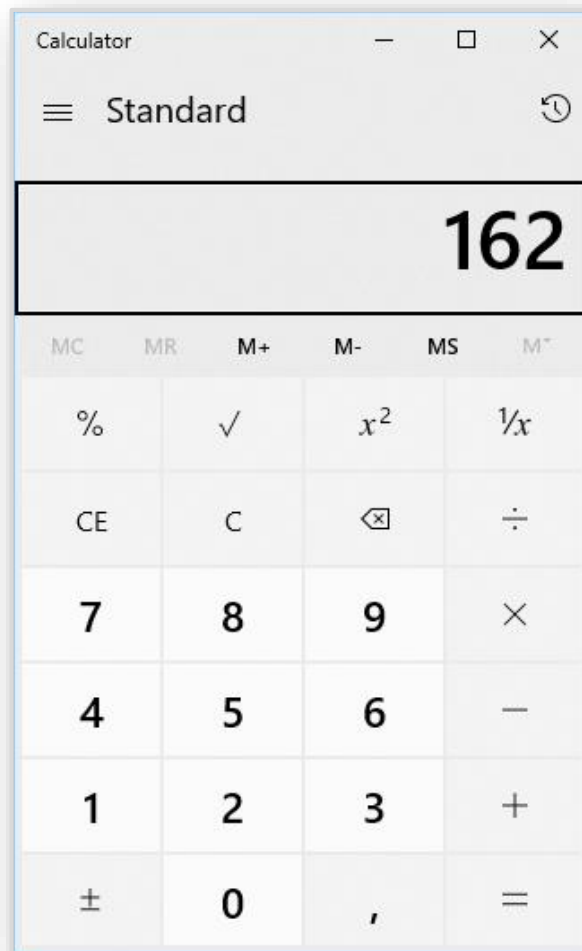 Calculator
Standard
162
MC MR M+ M- MS M˅
% √ x² ¹/x
CE C ÷
7 8 9 ×
4 5 6 −
1 2 3 +
± 0 , =